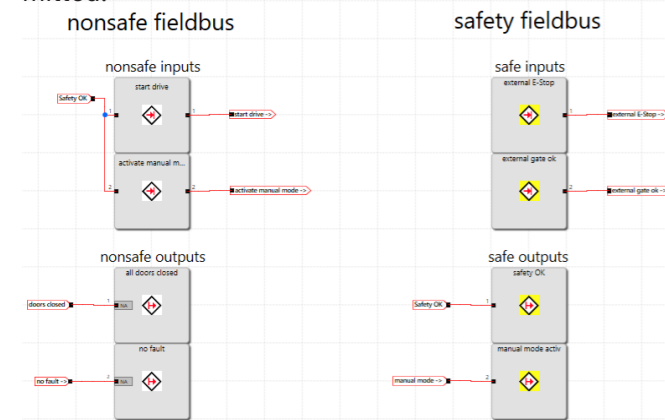 mitted.
nonsafe fieldbus
safety fieldbus
nonsafe inputs
start drive
Safety OK
1
1
start drive ->
activate manual m...
2
2
activate manual mode ->
safe inputs
external E-Stop
1
external E-Stop ->
external gate ok
2
external gate ok ->
nonsafe outputs
all doors closed
doors closed
1
NA
no fault
no fault ->
2
NA
safe outputs
safety OK
Safety OK
1
manual mode activ
manual mode ->
2